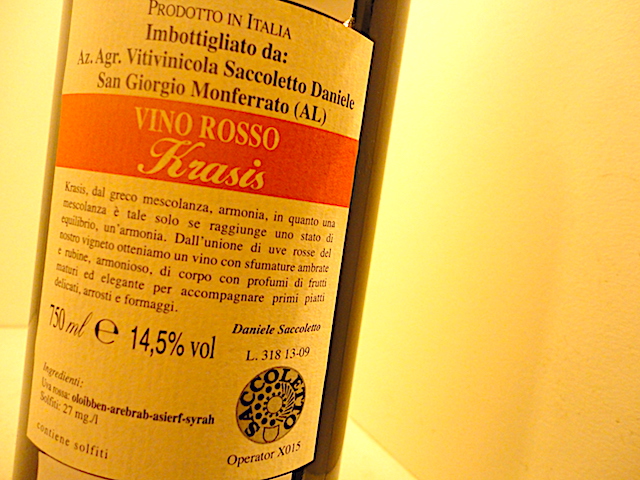 PRODOTTO IN ITALIA
Imbottigliato da:
Az. Agr. Vitivinicola Saccoletto Daniele
San Giorgio Monferrato (AL)
VINO ROSSO
Krasis
Krasis, dal greco mescolanza, armonia, in quanto una
mescolanza è tale solo se raggiunge uno stato di
equilibrio, un'armonia. Dall'unione di uve rosse del
nostro vigneto otteniamo un vino con sfumature ambrate
e rubine, armonioso, di corpo con profumi di frutti
maturi ed elegante per accompagnare primi piatti
delicati, arrosti e formaggi.
750 ml ℮ 14,5% vol
Daniele Saccoletto
L. 318 13-09
Ingredienti:
Uva rossa: oloibben-arebrab-asierf-syrah
Solfiti: 27 mg./l
contiene solfiti
SACCOLETTO
Operator X015